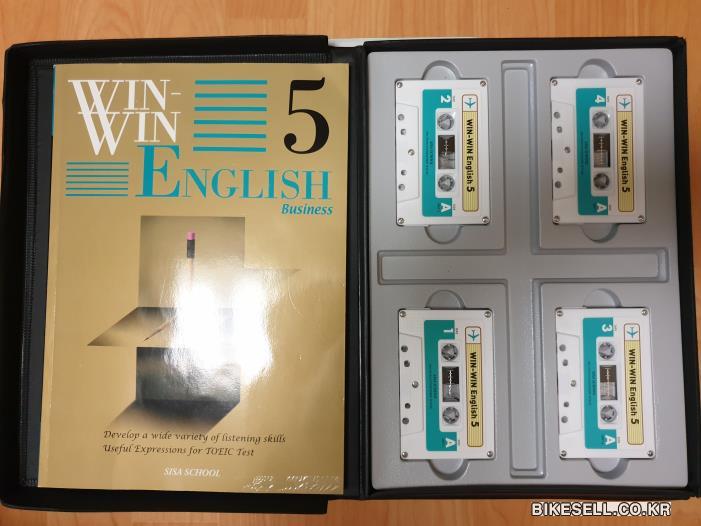 WIN-
WIN
5
ENGLISH
Business
Develop a wide variety of listening skills
Useful Expressions for TOEIC Test
SISA SCHOOL
2
WIN-WIN English 5
A
4
WIN-WIN English 5
A
1
WIN-WIN English 5
A
3
WIN-WIN English 5
A
BIKESELL.CO.KR